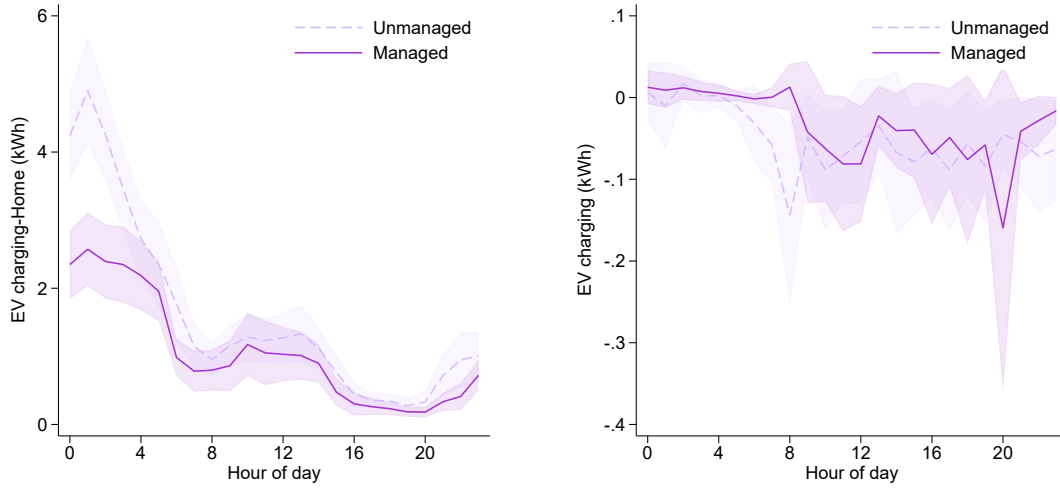 EV charging-Home (kWh)
6
4
2
0
0
4
8
12
16
20
Hour of day
Unmanaged
Managed
EV charging (kWh)
.1
0
-.1
-.2
-.3
-.4
0
4
8
12
16
20
Hour of day
Unmanaged
Managed